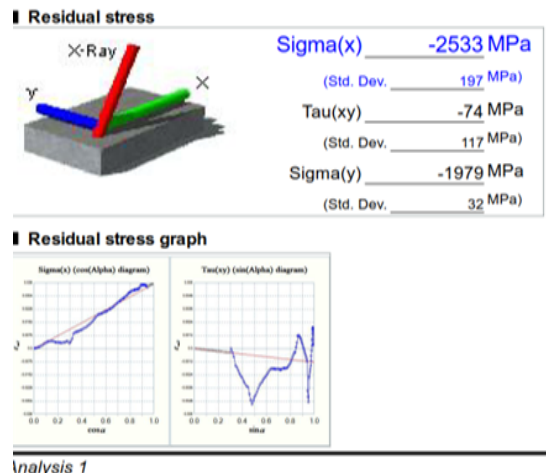 Residual stress
X-Ray
y
X
Sigma(x) -2533 MPa
(Std. Dev. 197 MPa)
Tau(xy) -74 MPa
(Std. Dev. 117 MPa)
Sigma(y) -1979 MPa
(Std. Dev. 32 MPa)
Residual stress graph
Sigma(x) (cos(Alpha) diagram)
0.0 0.2 0.4 0.6 0.8 1.0
cosα
Tau(xy) (sin(Alpha) diagram)
0.0 0.2 0.4 0.6 0.8 1.0
sinα
Analysis 1